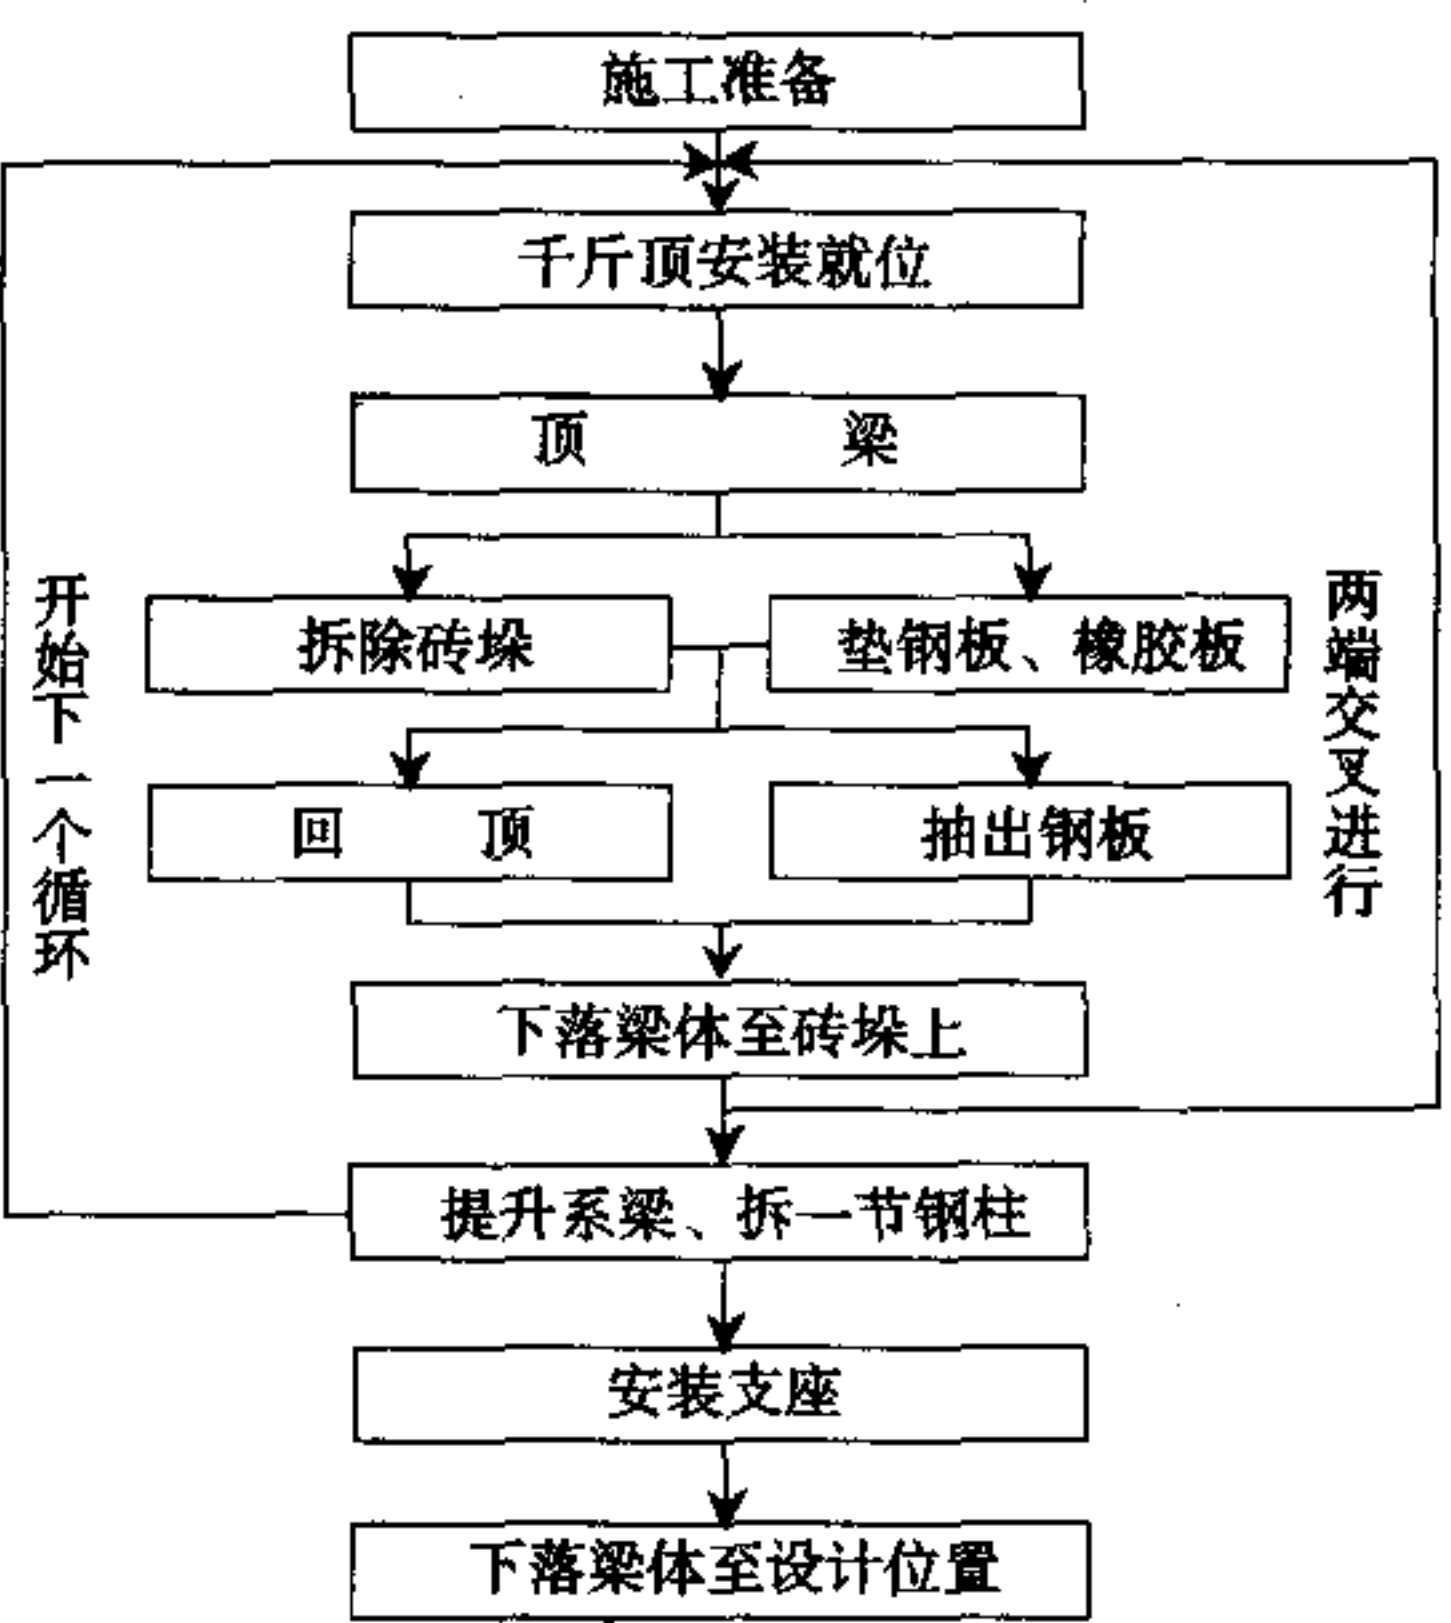 施工准备
千斤顶安装就位
顶 梁
拆除砖垛
垫钢板、橡胶板
回 顶
抽出钢板
下落梁体至砖垛上
提升系梁、拆一节钢柱
安装支座
下落梁体至设计位置
开始下一个循环
两端交叉进行